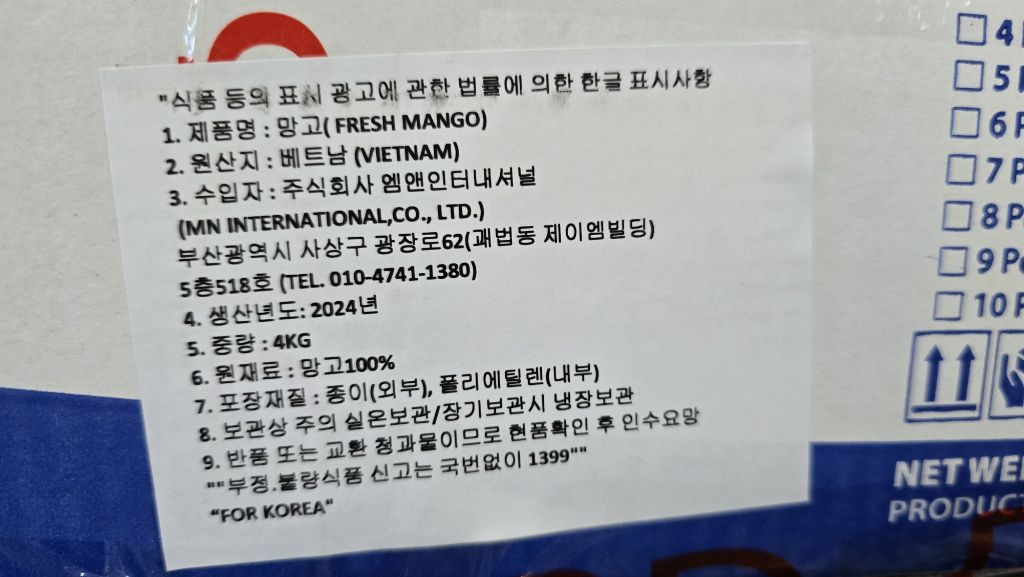 "식품 등의 표시 광고에 관한 법률에 의한 한글 표시사항
1. 제품명 : 망고( FRESH MANGO)
2. 원산지 : 베트남 (VIETNAM)
3. 수입자 : 주식회사 엠앤인터내셔널
(MN INTERNATIONAL,CO., LTD.)
부산광역시 사상구 광장로62(괘법동 제이엠빌딩)
5층518호 (TEL. 010-4741-1380)
4. 생산년도: 2024년
5. 중량 : 4KG
6. 원재료 : 망고100%
7. 포장재질 : 종이(외부), 폴리에틸렌(내부)
8. 보관상 주의 실온보관/장기보관시 냉장보관
9. 반품 또는 교환 청과물이므로 현품확인 후 인수요망
""부정.불량식품 신고는 국번없이 1399""
"FOR KOREA"
4
5
6
7
8
9
10
NET